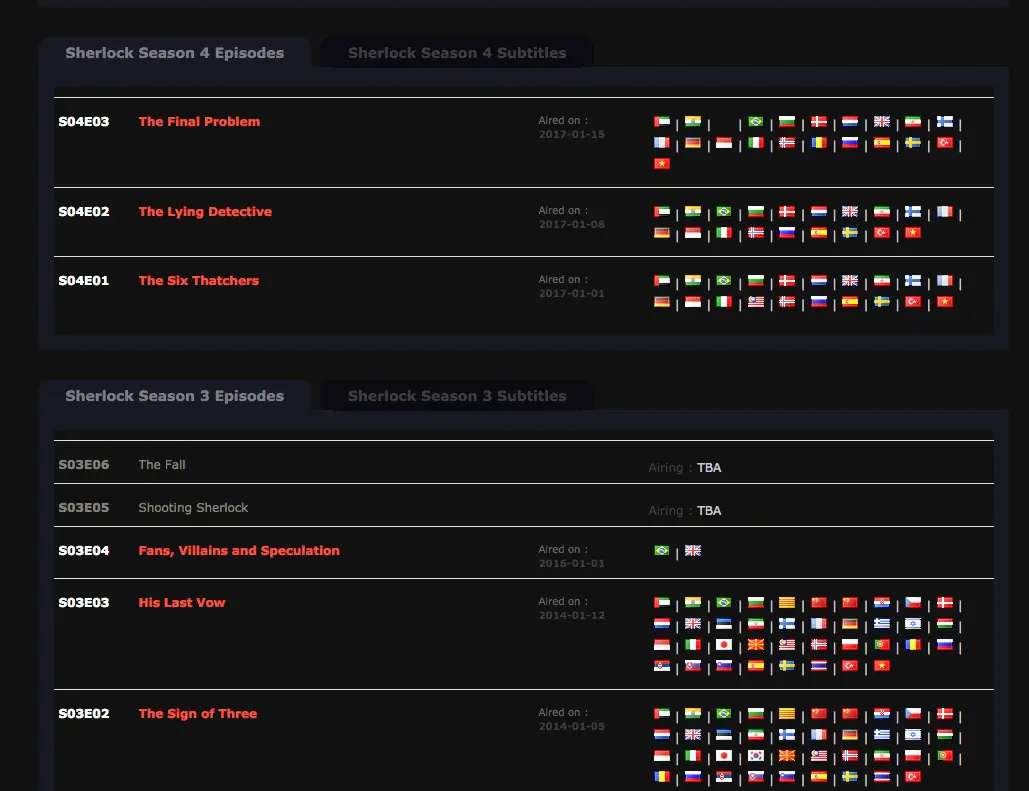 Sherlock Season 4 Episodes
Sherlock Season 4 Subtitles
S04E03 The Final Problem Aired on :
2017-01-15
S04E02 The Lying Detective Aired on :
2017-01-08
S04E01 The Six Thatchers Aired on :
2017-01-01
Sherlock Season 3 Episodes
Sherlock Season 3 Subtitles
S03E06 The Fall Airing : TBA
S03E05 Shooting Sherlock Airing : TBA
S03E04 Fans, Villains and Speculation Aired on :
2016-01-01
S03E03 His Last Vow Aired on :
2014-01-12
S03E02 The Sign of Three Aired on :
2014-01-05